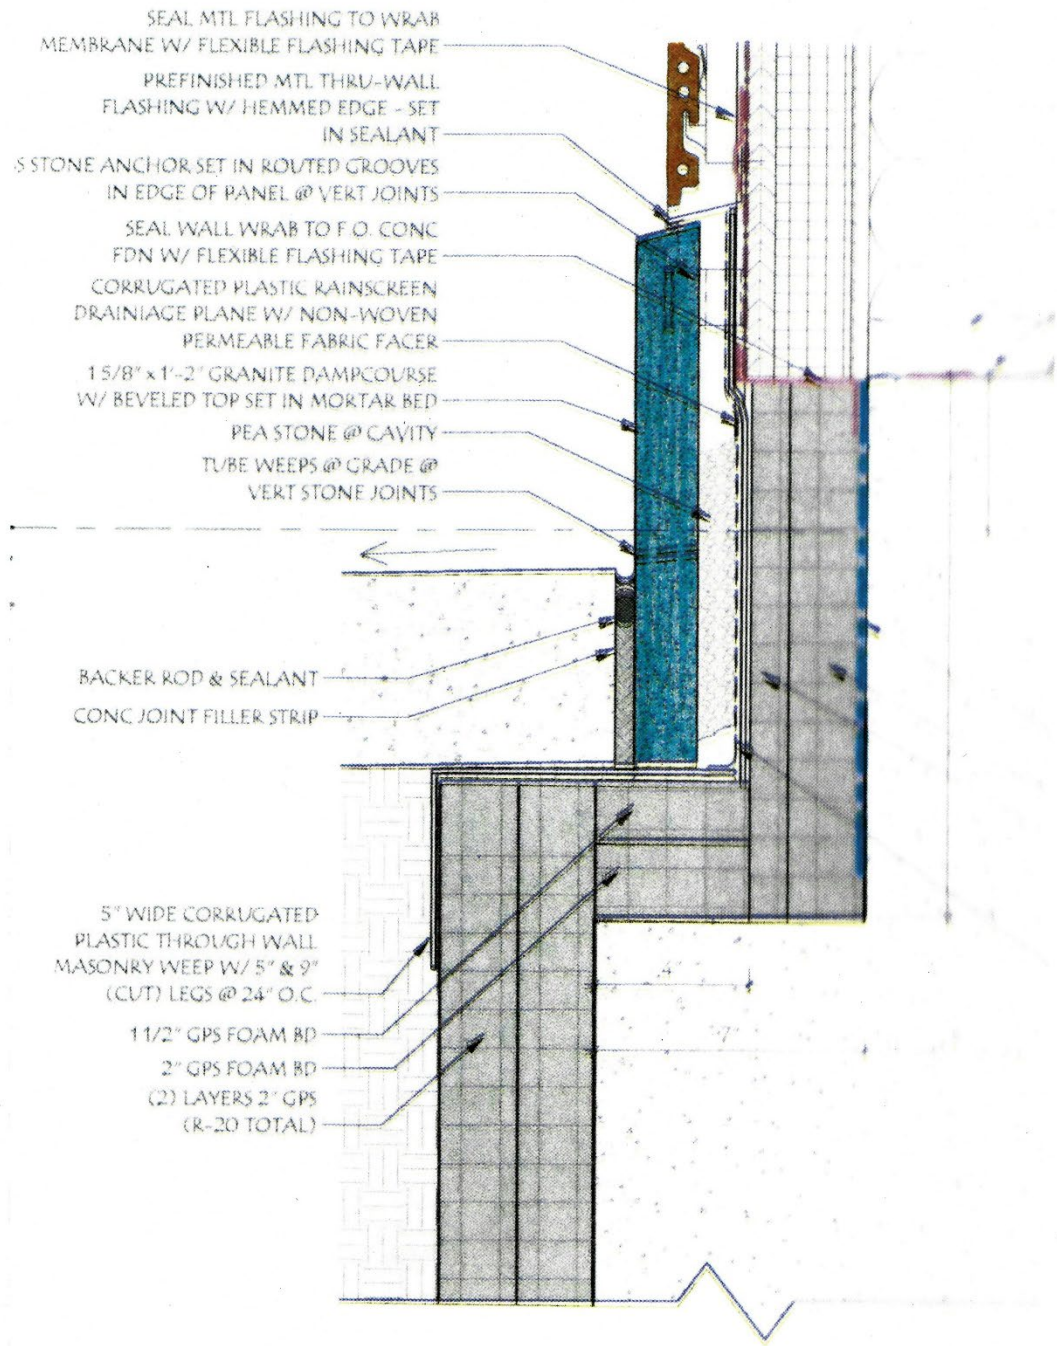 SEAL MTL FLASHING TO WRAB
MEMBRANE W/ FLEXIBLE FLASHING TAPE
PREFINISHED MTL THRU-WALL
FLASHING W/ HEMMED EDGE - SET
IN SEALANT
S STONE ANCHOR SET IN ROUTED GROOVES
IN EDGE OF PANEL @ VERT JOINTS
SEAL WALL WRAB TO F.O. CONC
FDN W/ FLEXIBLE FLASHING TAPE
CORRUGATED PLASTIC RAINSCREEN
DRAINIAGE PLANE W/ NON-WOVEN
PERMEABLE FABRIC FACER
1 5/8" x 1'-2" GRANITE DAMPCOURSE
W/ BEVELED TOP SET IN MORTAR BED
PEA STONE @ CAVITY
TUBE WEEPS @ GRADE @
VERT STONE JOINTS
BACKER ROD & SEALANT
CONC JOINT FILLER STRIP
5" WIDE CORRUGATED
PLASTIC THROUGH WALL
MASONRY WEEP W/ 5" & 9"
(CUT) LEGS @ 24" O.C.
4"
1 1/2" GPS FOAM BD
7"
2" GPS FOAM BD
(2) LAYERS 2" GPS
(R-20 TOTAL)